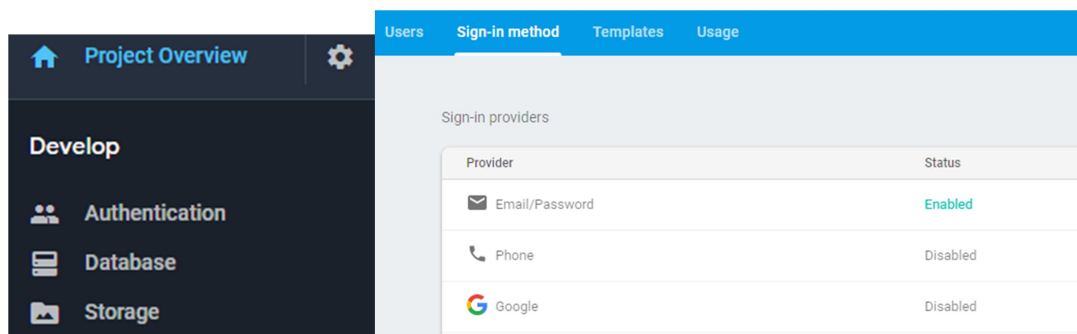 Project Overview
Develop
Authentication
Database
Storage
Users Sign-in method Templates Usage
Sign-in providers
Provider Status
Email/Password Enabled
Phone Disabled
Google Disabled